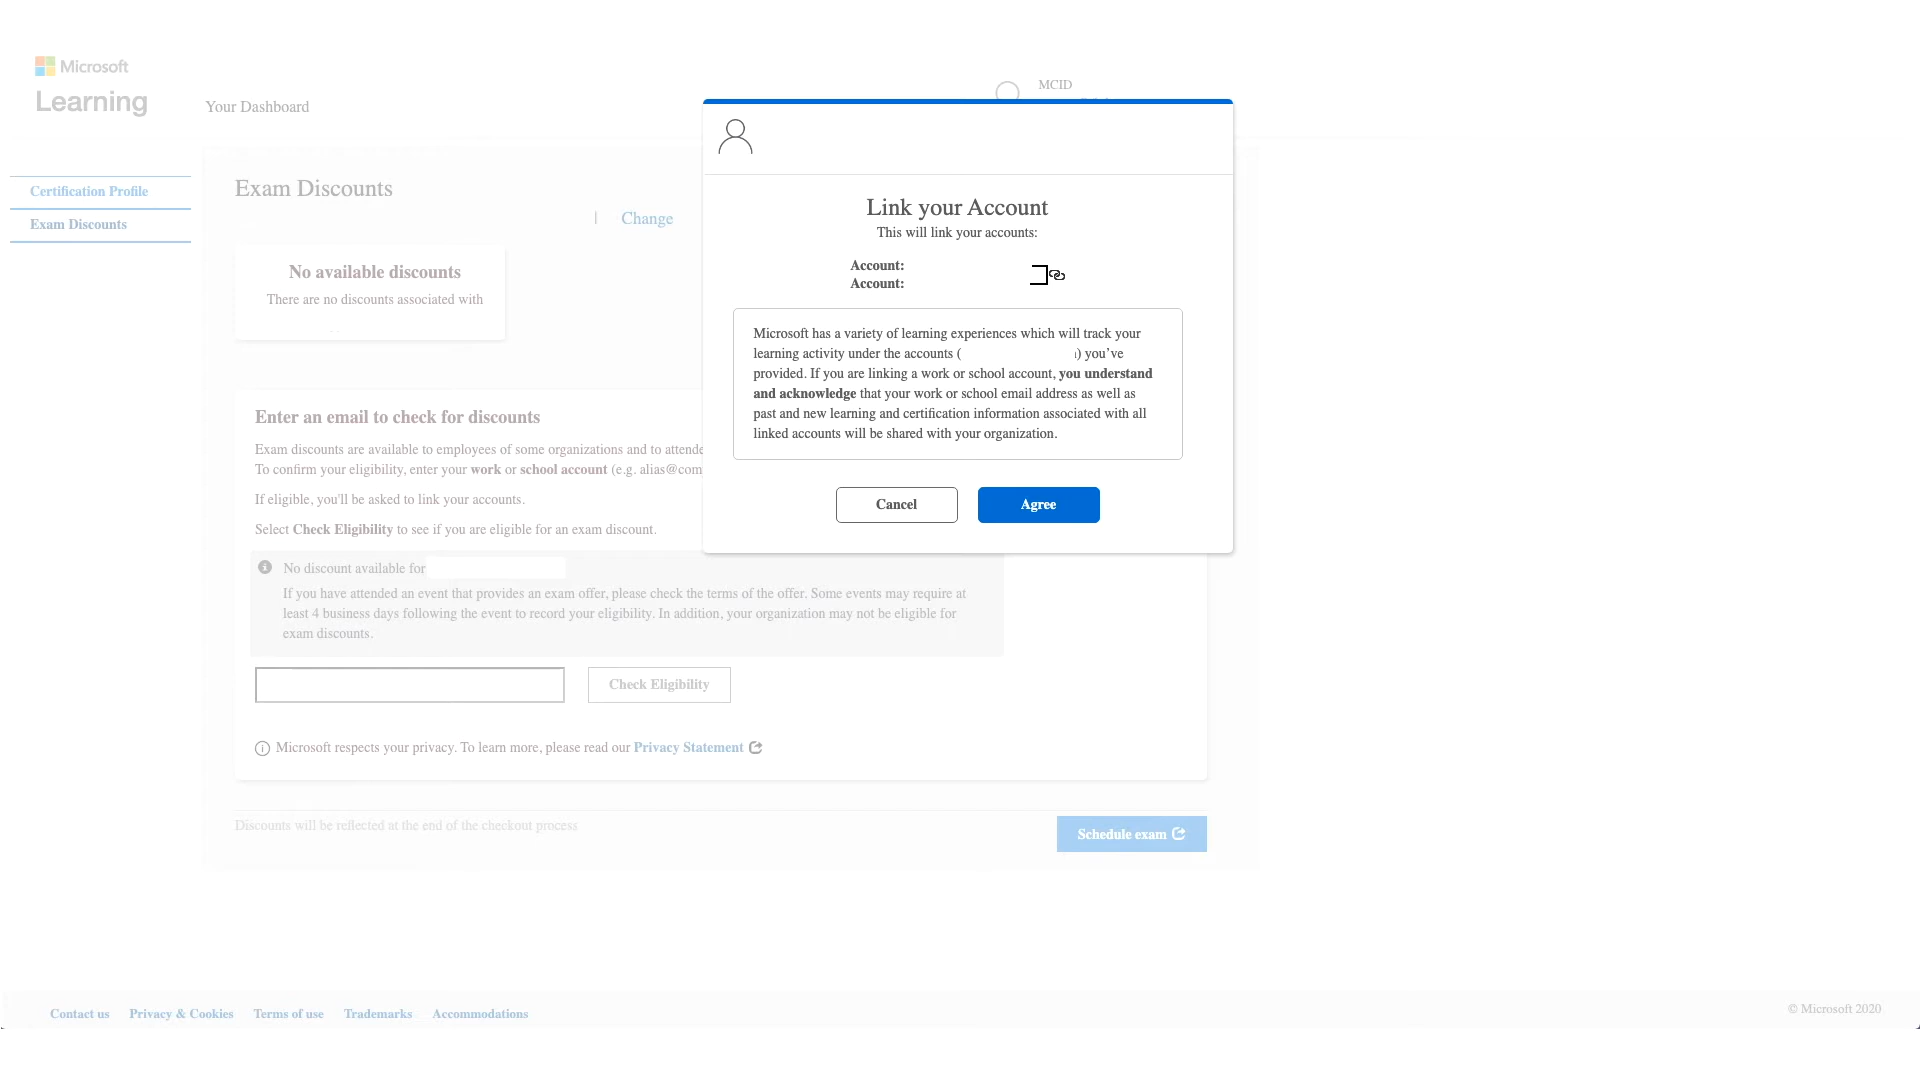 Microsoft
Learning
Your Dashboard
MCID
Certification Profile
Exam Discounts
Exam Discounts
| Change
No available discounts
There are no discounts associated with
Enter an email to check for discounts
Exam discounts are available to employees of some organizations and to attende
To confirm your eligibility, enter your work or school account (e.g. alias@com
If eligible, you'll be asked to link your accounts.
Select Check Eligibility to see if you are eligible for an exam discount.
No discount available for
If you have attended an event that provides an exam offer, please check the terms of the offer. Some events may require at
least 4 business days following the event to record your eligibility. In addition, your organization may not be eligible for
exam discounts.
Check Eligibility
Microsoft respects your privacy. To learn more, please read our Privacy Statement
Discounts will be reflected at the end of the checkout process
Schedule exam
Link your Account
This will link your accounts:
Account:
Account:
Microsoft has a variety of learning experiences which will track your
learning activity under the accounts ( ) you've
provided. If you are linking a work or school account, you understand
and acknowledge that your work or school email address as well as
past and new learning and certification information associated with all
linked accounts will be shared with your organization.
Cancel
Agree
Contact us
Privacy & Cookies
Terms of use
Trademarks
Accommodations
© Microsoft 2020